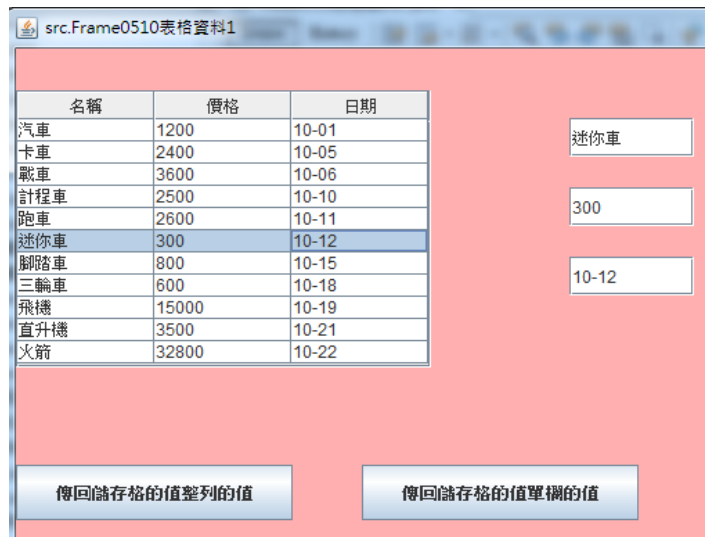 src.Frame0510表格資料1
名稱 價格 日期
汽車 1200 10-01
卡車 2400 10-05
戰車 3600 10-06
計程車 2500 10-10
跑車 2600 10-11
迷你車 300 10-12
腳踏車 800 10-15
三輪車 600 10-18
飛機 15000 10-19
直升機 3500 10-21
火箭 32800 10-22
迷你車
300
10-12
傳回儲存格的值整列的值
傳回儲存格的值單欄的值